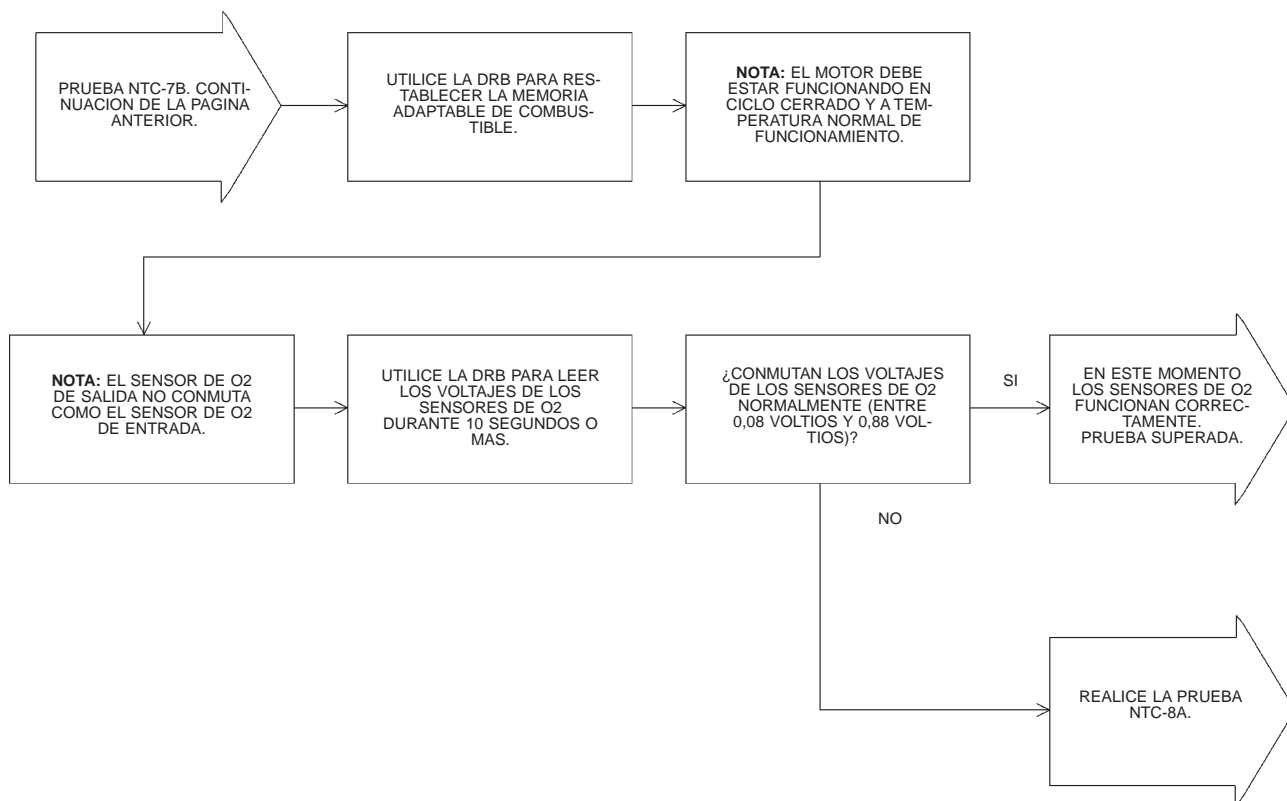 PRUEBA NTC-7B. CONTI-
NUACION DE LA PAGINA
ANTERIOR.
UTILICE LA DRB PARA RES-
TABLECER LA MEMORIA
ADAPTABLE DE COMBUS-
TIBLE.
NOTA: EL MOTOR DEBE
ESTAR FUNCIONANDO EN
CICLO CERRADO Y A TEM-
PERATURA NORMAL DE
FUNCIONAMIENTO.
NOTA: EL SENSOR DE O2
DE SALIDA NO CONMUTA
COMO EL SENSOR DE O2
DE ENTRADA.
UTILICE LA DRB PARA LEER
LOS VOLTAJES DE LOS
SENSORES DE O2
DURANTE 10 SEGUNDOS O
MAS.
¿CONMUTAN LOS VOLTAJES
DE LOS SENSORES DE O2
NORMALMENTE (ENTRE
0,08 VOLTIOS Y 0,88 VOL-
TIOS)?
SI
EN ESTE MOMENTO
LOS SENSORES DE O2
FUNCIONAN CORREC-
TAMENTE.
PRUEBA SUPERADA.
NO
REALICE LA PRUEBA
NTC-8A.